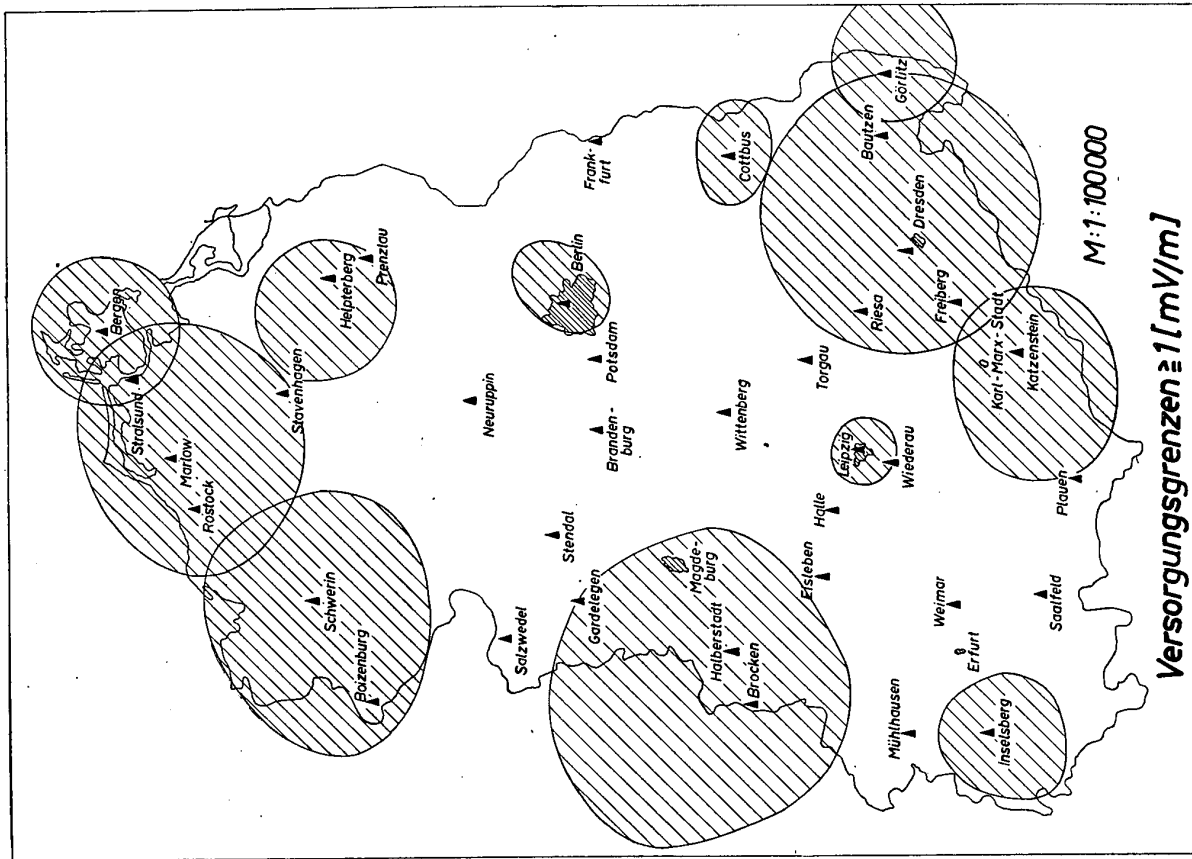 Bergen
Stralsund
Marlow
Rostock
Stavenhagen
Helpterberg
Prenzlau
Schwerin
Boizenburg
Neuruppin
Salzwedel
Stendal
Gardelegen
Berlin
Frank-
furt
Potsdam
Branden-
burg
Magde-
burg
Halberstadt
Brocken
Wittenberg
Cottbus
Torgau
Halle
Eisleben
Leipzig
Wiederau
Riesa
Bautzen
Görlitz
Dresden
Freiberg
Mühlhausen
Weimar
Erfurt
Inselsberg
Karl-Marx-Stadt
Katzenstein
Saalfeld
Plauen
M:1:100000
Versorgungsgrenzen ≧ 1 [mV/m]